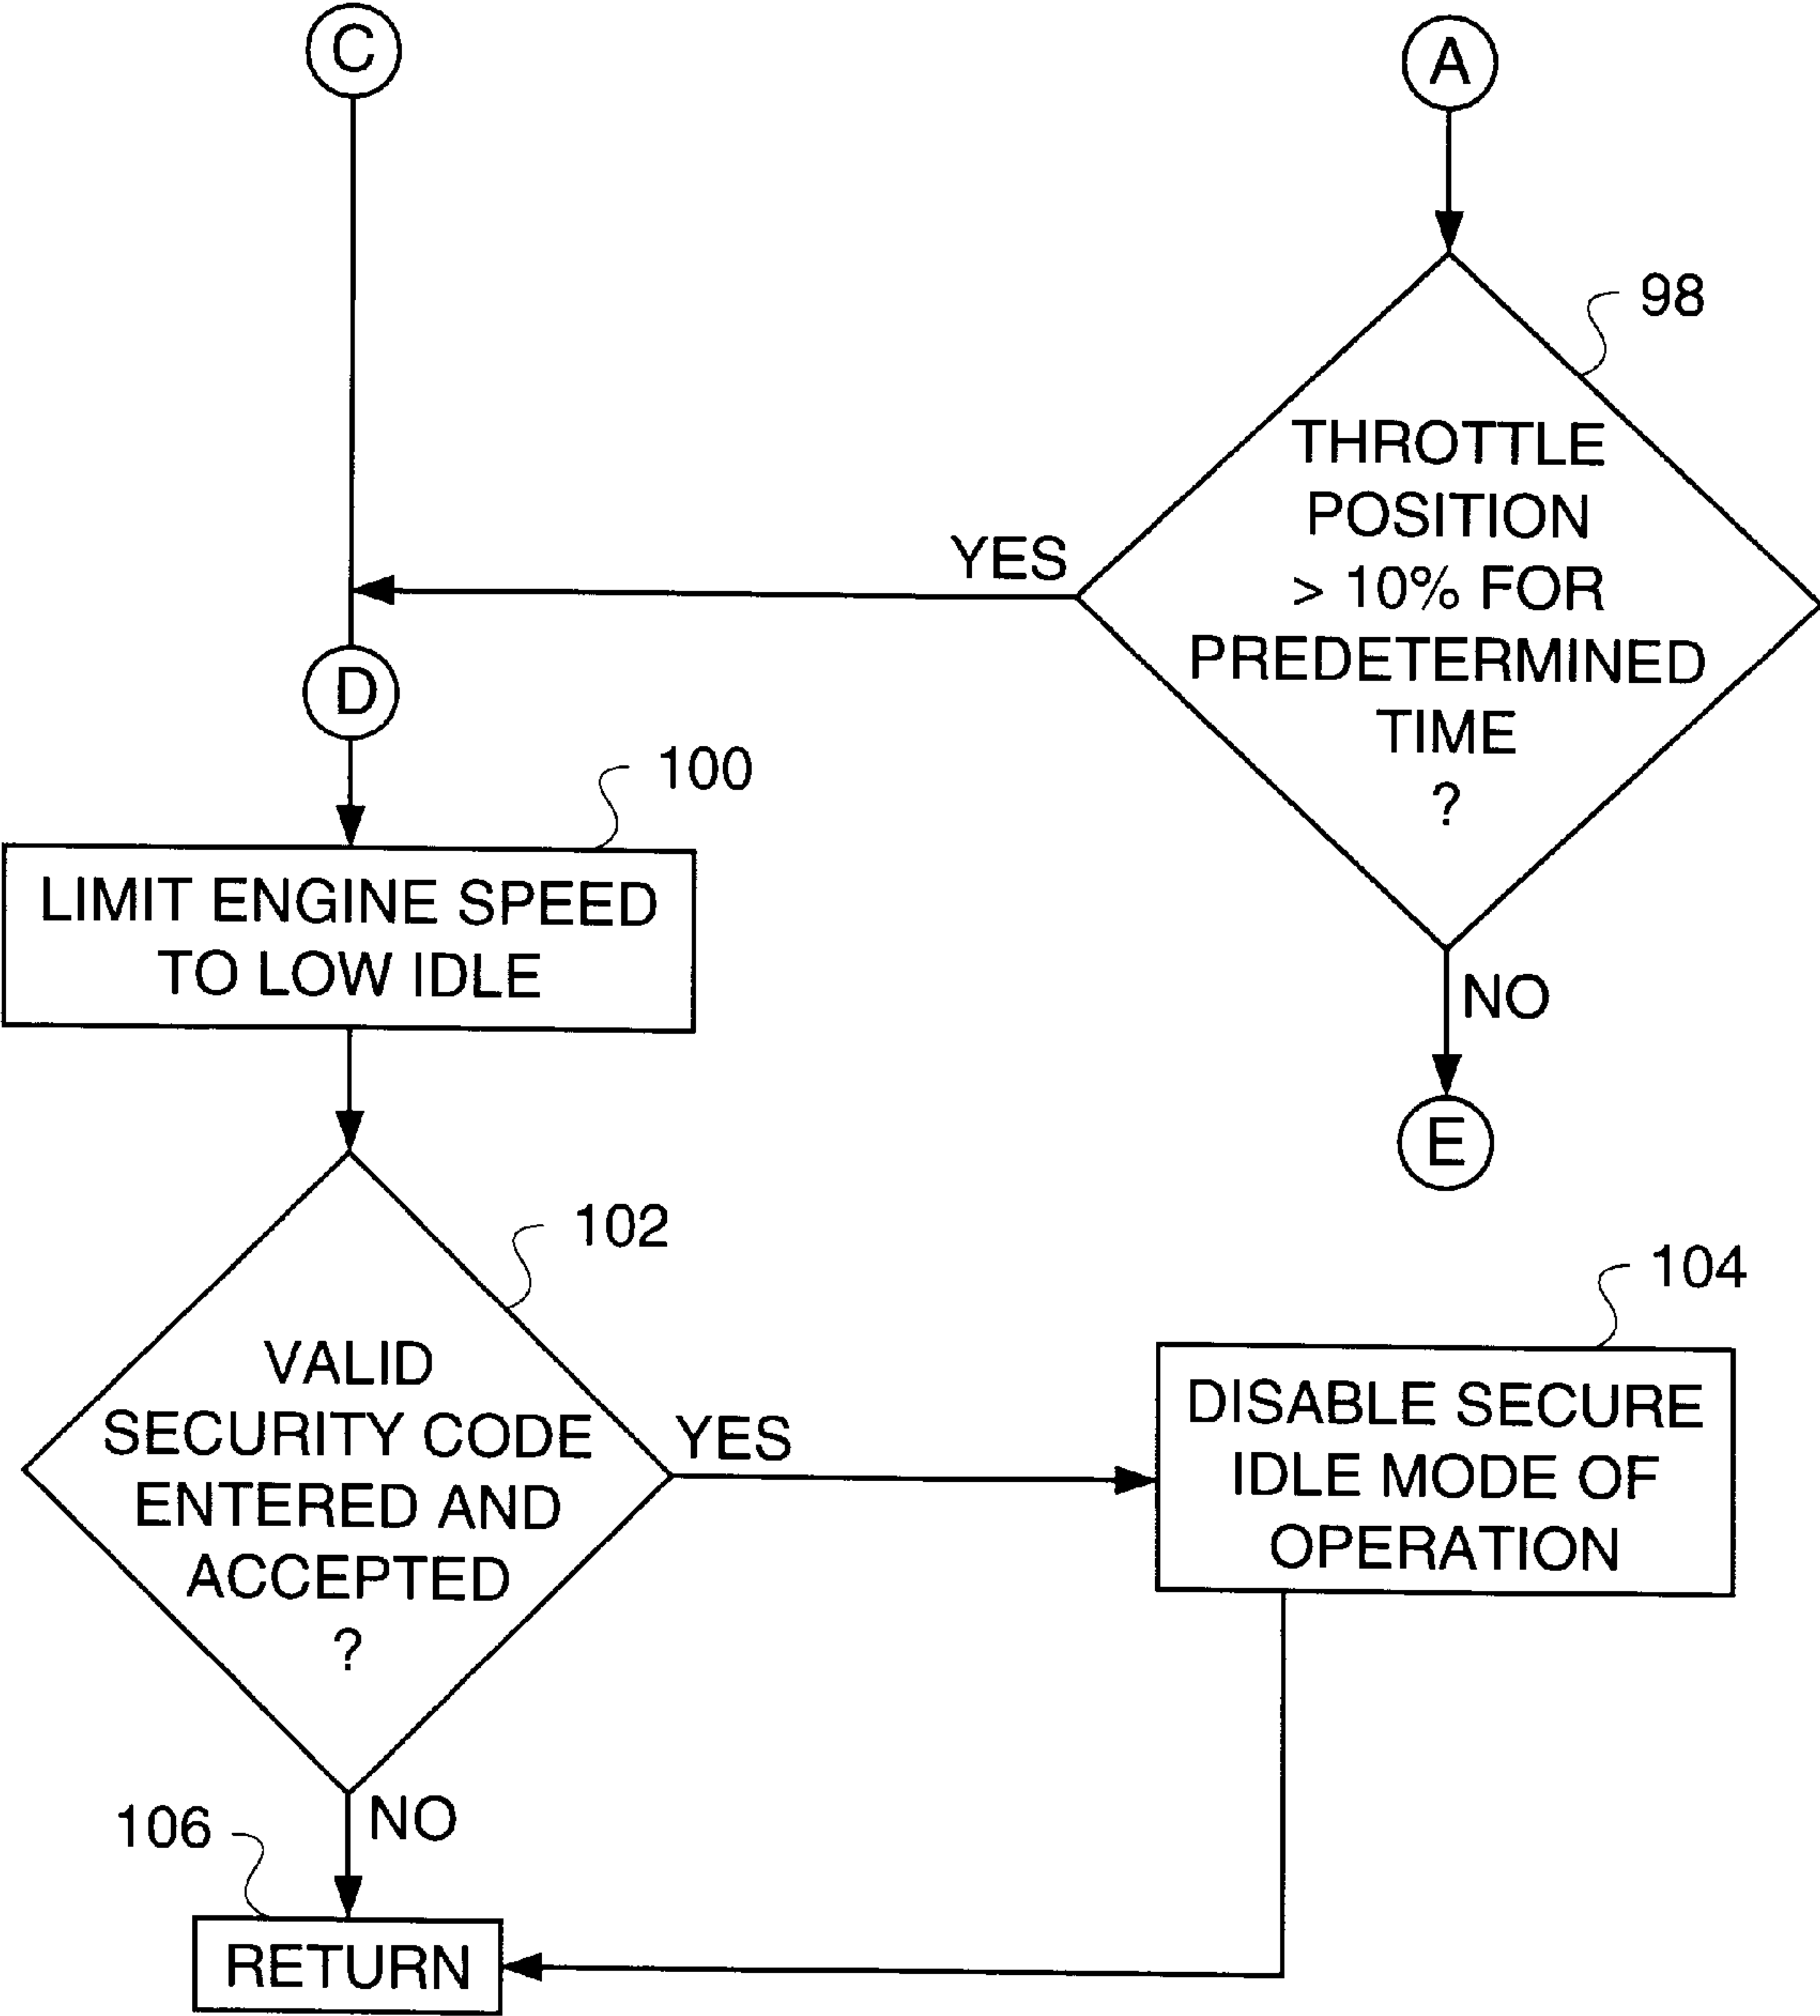 C
A
98
THROTTLE
POSITION
> 10% FOR
PREDETERMINED
TIME
?
YES
NO
D
100
LIMIT ENGINE SPEED
TO LOW IDLE
E
102
VALID
SECURITY CODE
ENTERED AND
ACCEPTED
?
YES
104
DISABLE SECURE
IDLE MODE OF
OPERATION
NO
106
RETURN